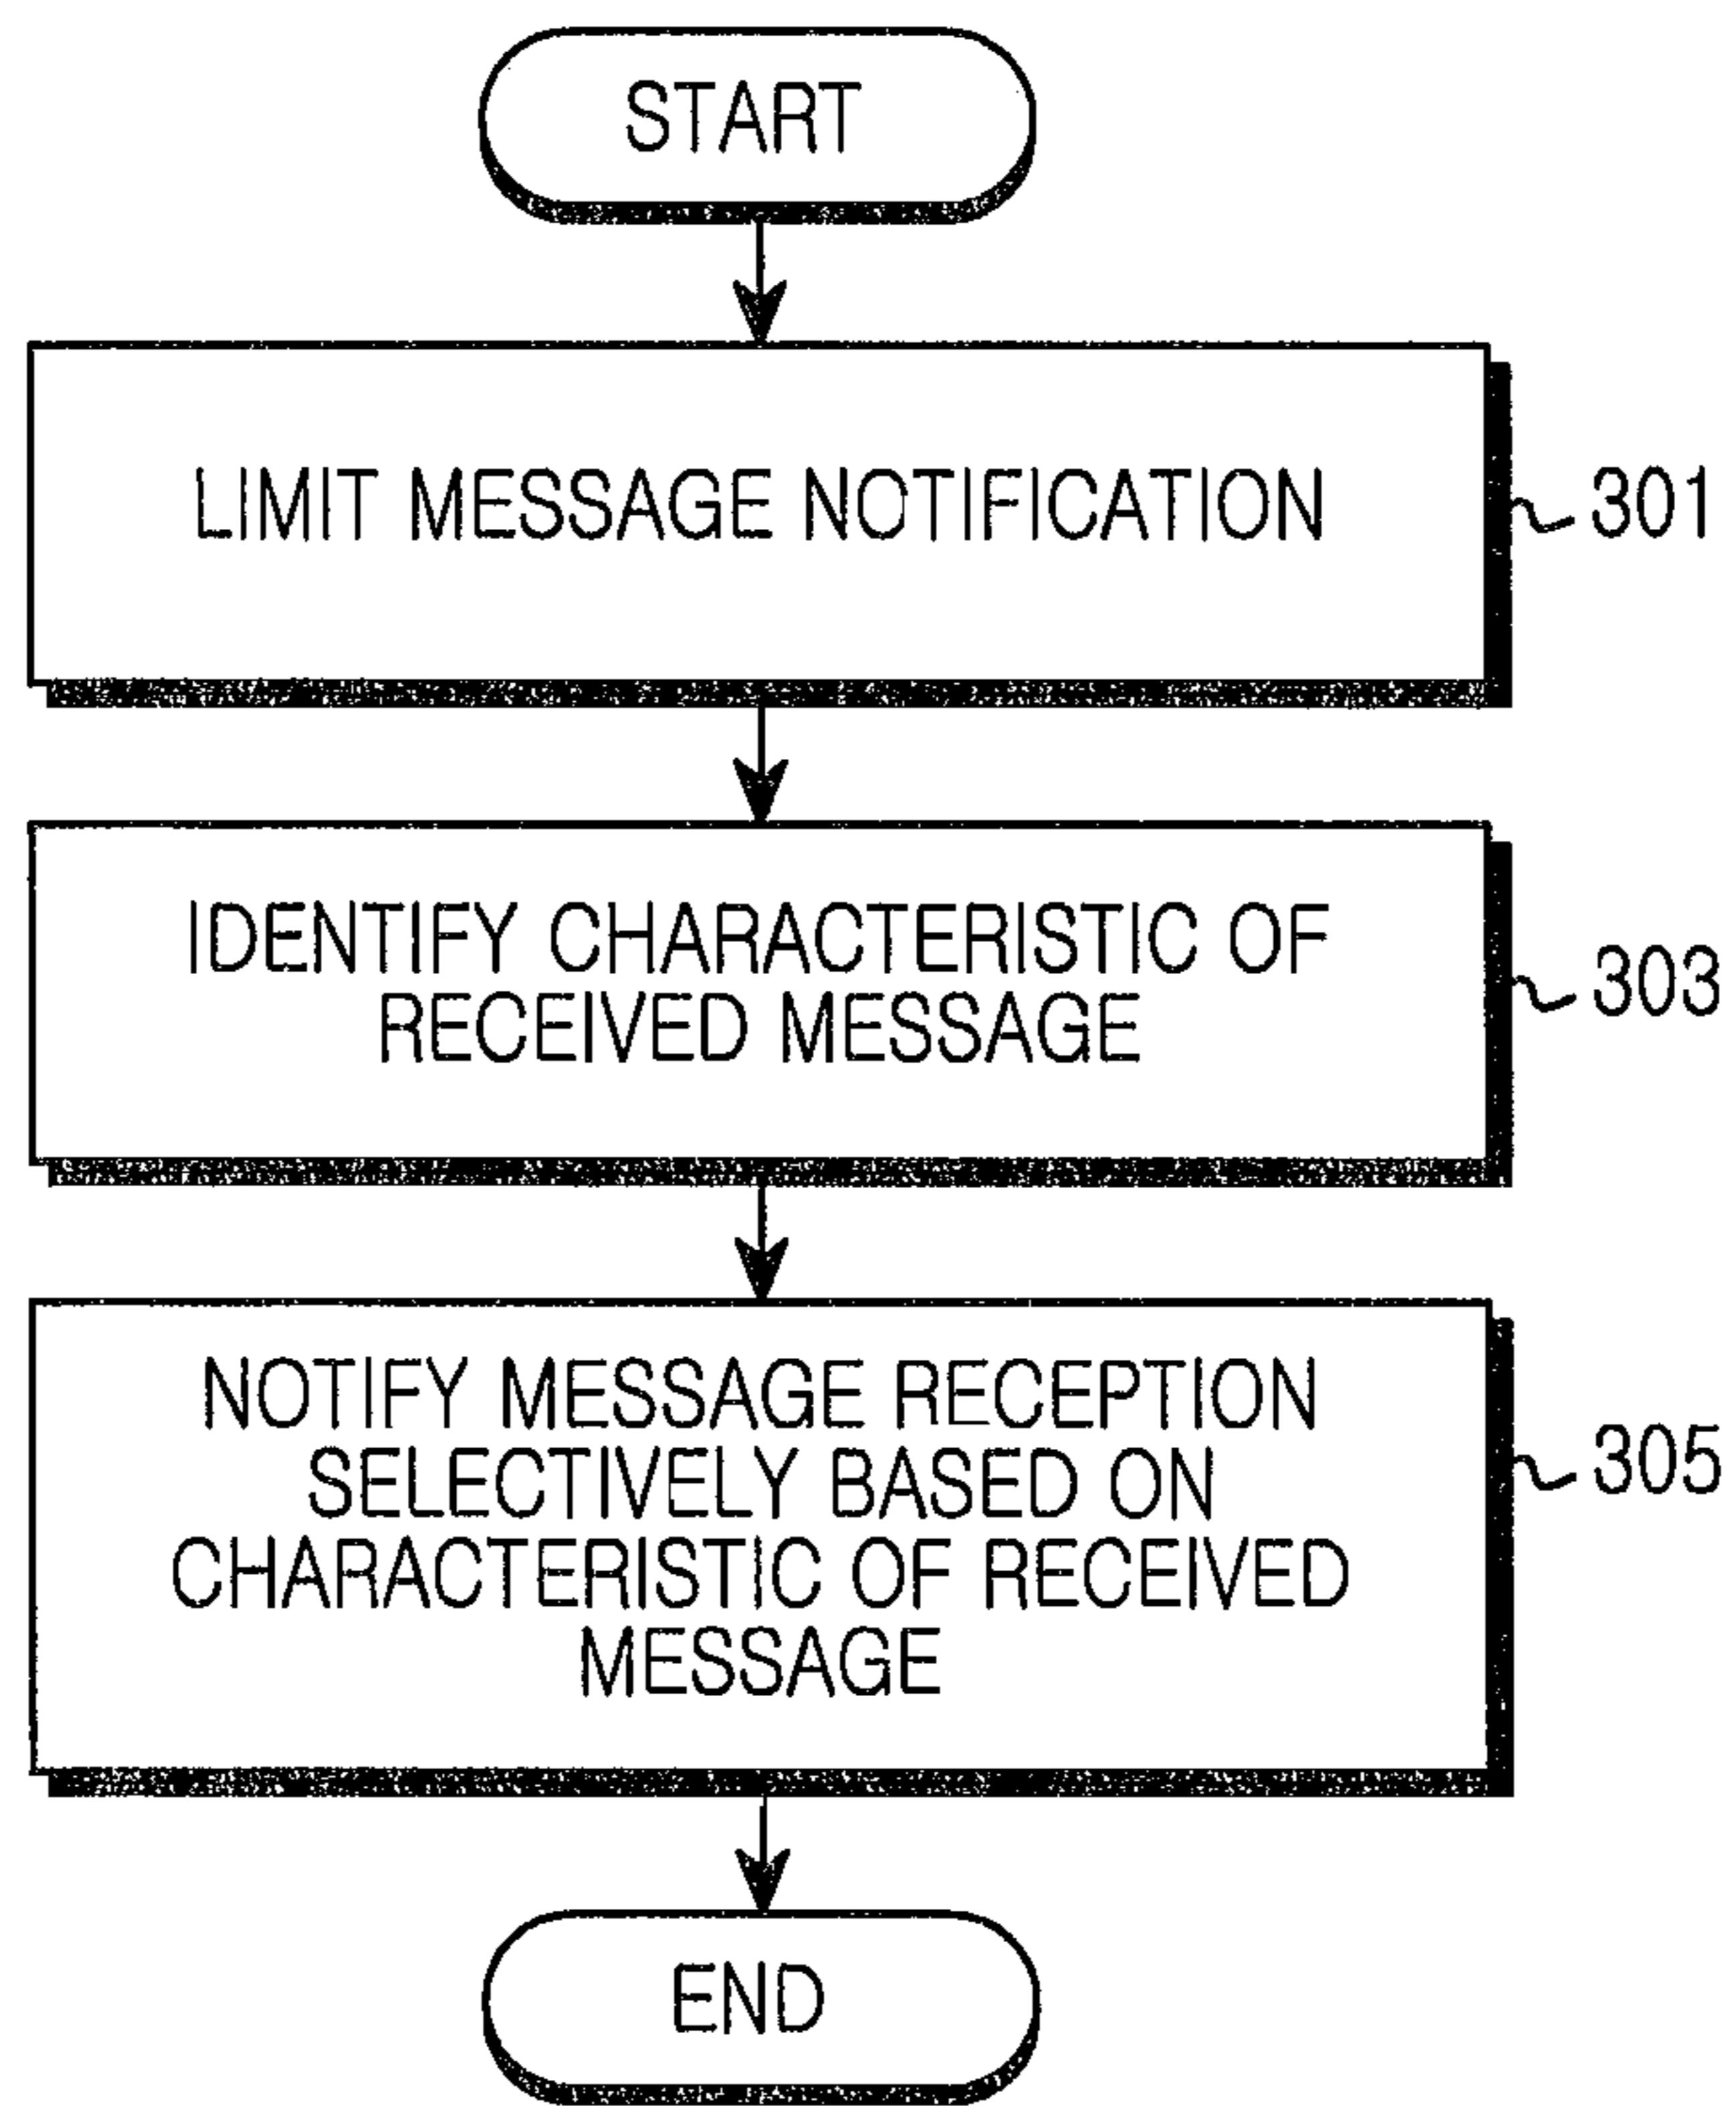 START
LIMIT MESSAGE NOTIFICATION
301
IDENTIFY CHARACTERISTIC OF
RECEIVED MESSAGE
303
NOTIFY MESSAGE RECEPTION
SELECTIVELY BASED ON
CHARACTERISTIC OF RECEIVED
MESSAGE
305
END